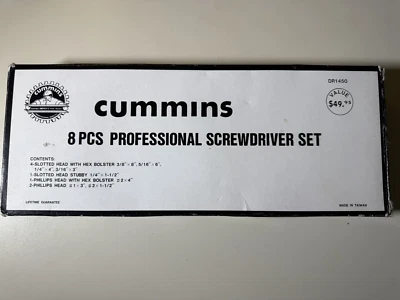 DR1450
cummins
VALUE
$49.95
cummins
8 PCS PROFESSIONAL SCREWDRIVER SET
CONTENTS:
4-SLOTTED HEAD WITH HEX BOLSTER 3/8"× 8", 5/16"× 6",
1/4"× 4", 3/16"× 3"
1-SLOTTED HEAD STUBBY 1/4"× 1-1/2"
1-PHILLIPS HEAD WITH HEX BOLSTER #2×4"
2-PHILLIPS HEAD #1×3", #2×1-1/2"
LIFETIME GUARANTEE
MADE IN TAIWAN